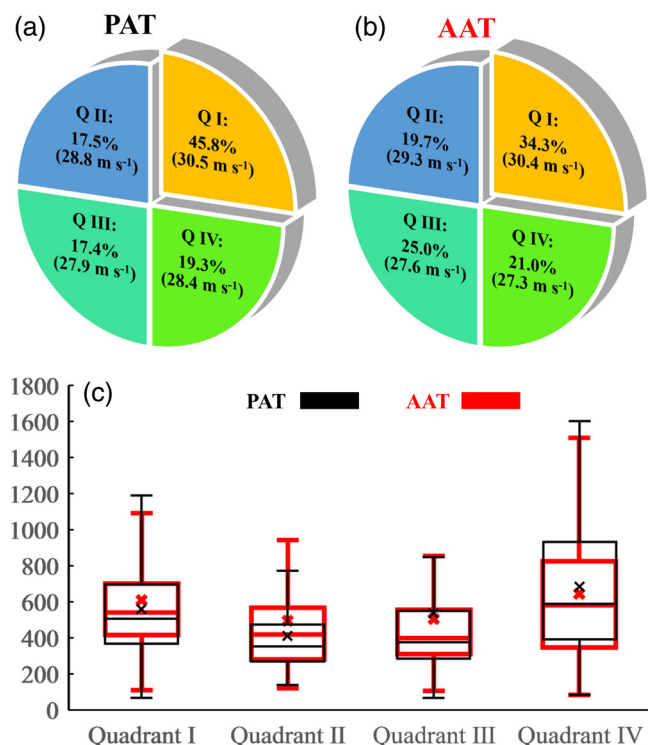 (a) PAT
Q II:
17.5%
(28.8 m s⁻¹)
Q I:
45.8%
(30.5 m s⁻¹)
Q III:
17.4%
(27.9 m s⁻¹)
Q IV:
19.3%
(28.4 m s⁻¹)
(b) AAT
Q II:
19.7%
(29.3 m s⁻¹)
Q I:
34.3%
(30.4 m s⁻¹)
Q III:
25.0%
(27.6 m s⁻¹)
Q IV:
21.0%
(27.3 m s⁻¹)
(c) PAT AAT
1800
1600
1400
1200
1000
800
600
400
200
0
Quadrant I Quadrant II Quadrant III Quadrant IV